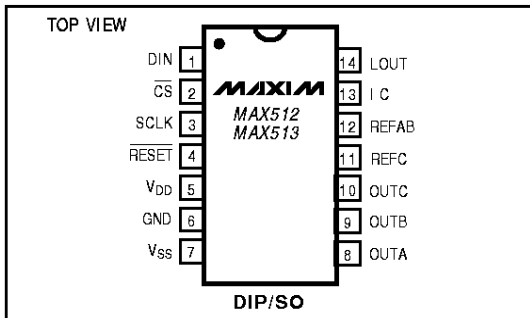 TOP VIEW
DIN 1
CS 2
SCLK 3
RESET 4
VDD 5
GND 6
VSS 7
MAXIM
MAX512
MAX513
14 LOUT
13 I C
12 REFAB
11 REFC
10 OUTC
9 OUTB
8 OUTA
DIP/SO